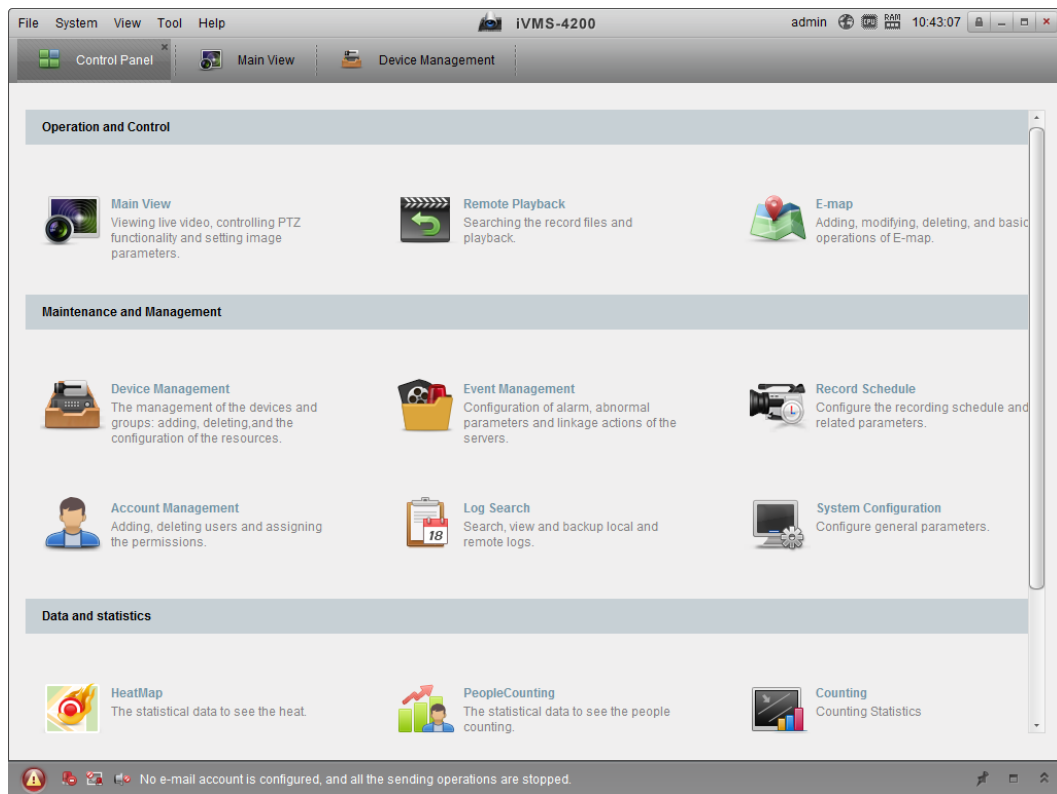 File System View Tool Help iVMS-4200 admin CPU RAM 10:43:07
Control Panel Main View Device Management
Operation and Control
Main View
Viewing live video, controlling PTZ
functionality and setting image
parameters.
Remote Playback
Searching the record files and
playback.
E-map
Adding, modifying, deleting, and basic
operations of E-map.
Maintenance and Management
Device Management
The management of the devices and
groups: adding, deleting,and the
configuration of the resources.
Event Management
Configuration of alarm, abnormal
parameters and linkage actions of the
servers.
Record Schedule
Configure the recording schedule and
related parameters.
Account Management
Adding, deleting users and assigning
the permissions.
18
Log Search
Search, view and backup local and
remote logs.
System Configuration
Configure general parameters.
Data and statistics
HeatMap
The statistical data to see the heat.
PeopleCounting
The statistical data to see the people
counting.
Counting
Counting Statistics
No e-mail account is configured, and all the sending operations are stopped.